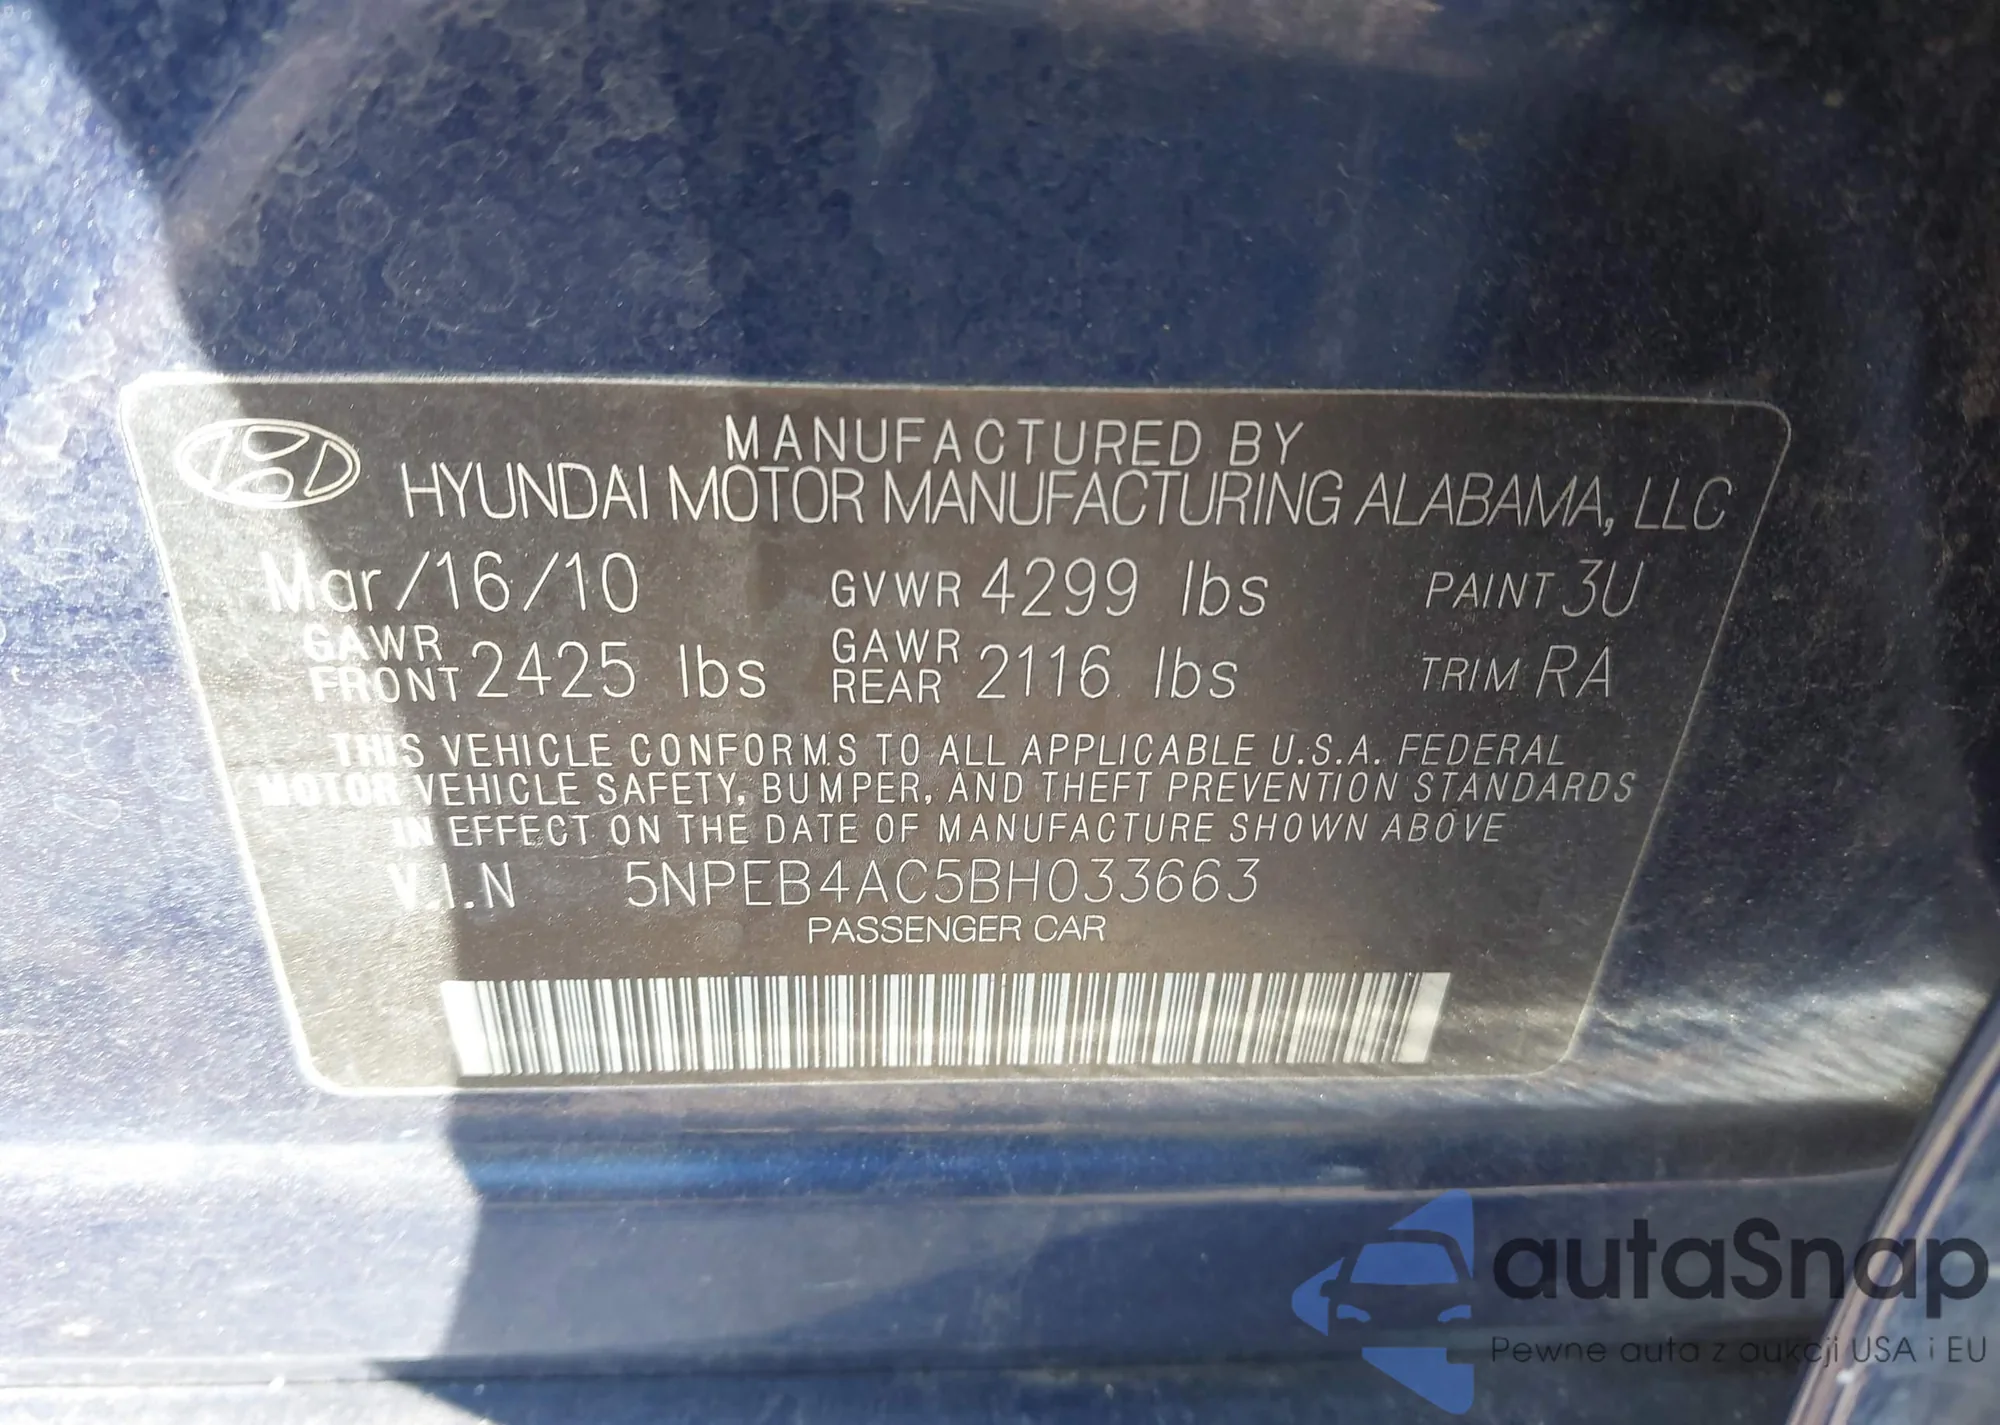 MANUFACTURED BY
HYUNDAI MOTOR MANUFACTURING ALABAMA, LLC
Mar/16/10 GVWR 4299 lbs PAINT 3U
GAWR FRONT 2425 lbs GAWR REAR 2116 lbs TRIM RA
THIS VEHICLE CONFORMS TO ALL APPLICABLE U.S.A. FEDERAL
MOTOR VEHICLE SAFETY, BUMPER, AND THEFT PREVENTION STANDARDS
IN EFFECT ON THE DATE OF MANUFACTURE SHOWN ABOVE
V.I.N 5NPEB4AC5BH033663
PASSENGER CAR
autaSnap
Pewne auta z aukcji USA i EU